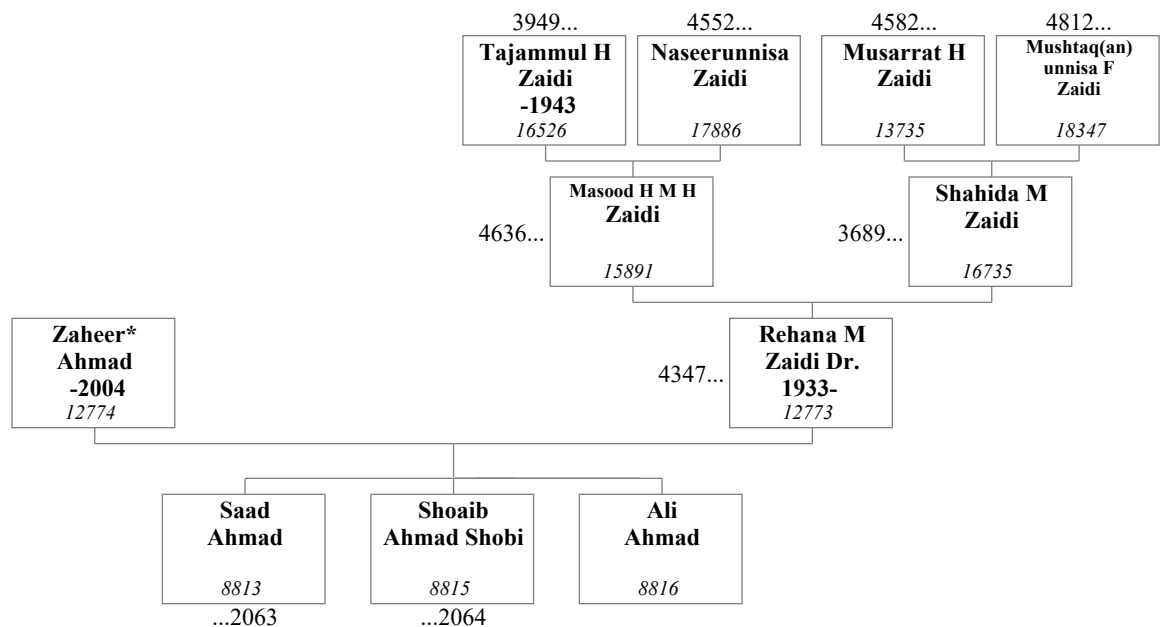 3949...
4552...
4582...
4812...
Tajammul H
Zaidi
-1943
16526
Naseerunnisa
Zaidi
17886
Musarrat H
Zaidi
13735
Mushtaq(an)
unnisa F
Zaidi
18347
4636...
Masood H M H
Zaidi
15891
3689...
Shahida M
Zaidi
16735
Zaheer*
Ahmad
-2004
12774
4347...
Rehana M
Zaidi Dr.
1933-
12773
Saad
Ahmad
8813
...2063
Shoaib
Ahmad Shobi
8815
...2064
Ali
Ahmad
8816